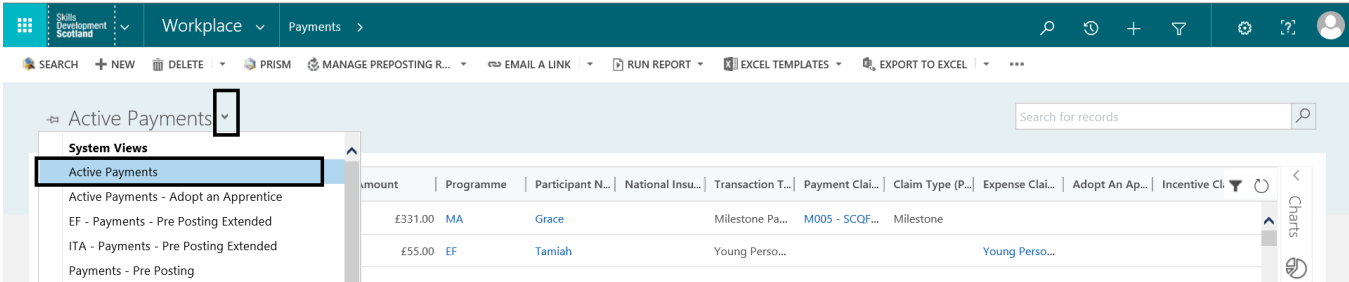 Skills
Development
Scotland
Workplace
Payments
SEARCH NEW DELETE PRISM MANAGE PREPOSTING R... EMAIL A LINK RUN REPORT EXCEL TEMPLATES EXPORT TO EXCEL
Active Payments
Search for records
System Views
Active Payments
Active Payments - Adopt an Apprentice
EF - Payments - Pre Posting Extended
ITA - Payments - Pre Posting Extended
Payments - Pre Posting
Programme Participant N... National Insu... Transaction T... Payment Clai... Claim Type (P... Expense Clai... Adopt An Ap... Incentive
£331.00 MA Grace Milestone Pa... M005 - SCQF... Milestone
£55.00 EF Tamiah Young Perso... Young Perso...
Charts